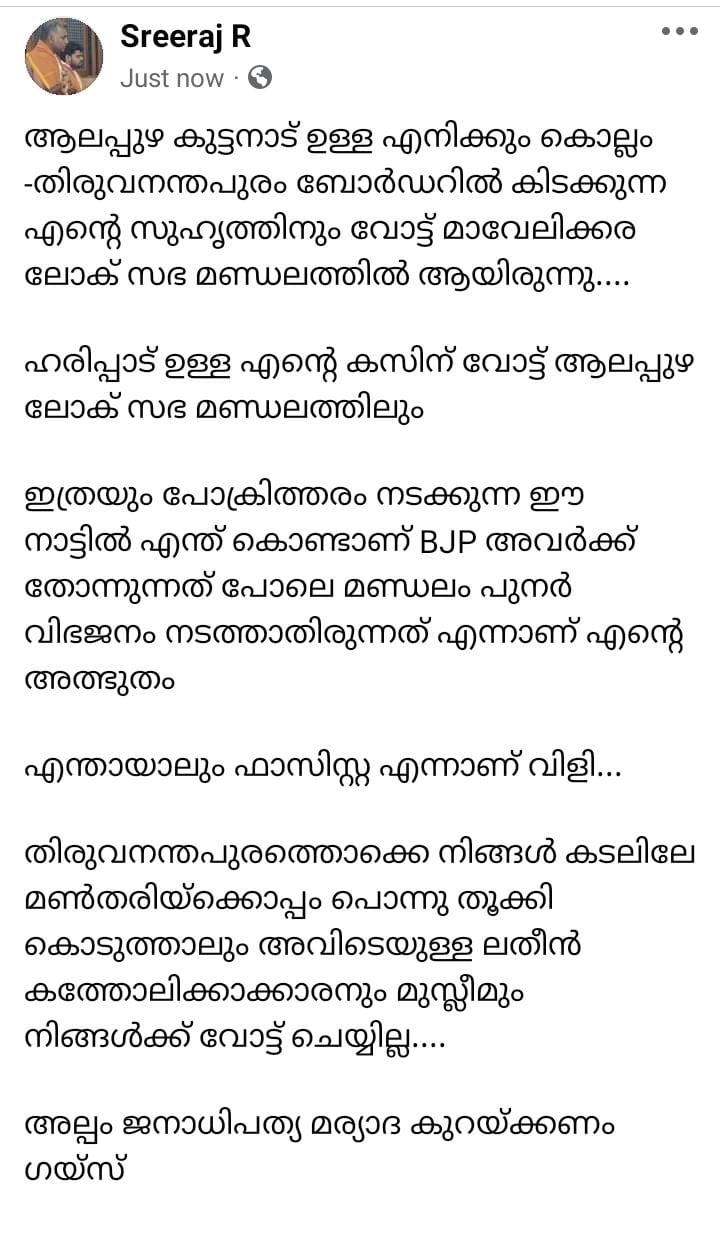 Sreeraj R
Just now ·
ആലപ്പുഴ കുട്ടനാട് ഉള്ള എനിക്കും കൊല്ലം
-തിരുവനന്തപുരം ബോർഡറിൽ കിടക്കുന്ന
എന്റെ സുഹൃത്തിനും വോട്ട് മാവേലിക്കര
ലോക് സഭ മണ്ഡലത്തിൽ ആയിരുന്നു....
ഹരിപ്പാട് ഉള്ള എന്റെ കസിന് വോട്ട് ആലപ്പുഴ
ലോക് സഭ മണ്ഡലത്തിലും
ഇത്രയും പോക്രിത്തരം നടക്കുന്ന ഈ
നാട്ടിൽ എന്ത് കൊണ്ടാണ് BJP അവർക്ക്
തോന്നുന്നത് പോലെ മണ്ഡലം പുനർ
വിഭജനം നടത്താതിരുന്നത് എന്നാണ് എന്റെ
അത്ഭുതം
എന്തായാലും ഫാസിസ്റ്റ എന്നാണ് വിളി...
തിരുവനന്തപുരത്തൊക്കെ നിങ്ങൾ കടലിലേ
മൺതരിയ്ക്കൊപ്പം പൊന്നു തൂക്കി
കൊടുത്താലും അവിടെയുള്ള ലതീൻ
കത്തോലിക്കാക്കാരനും മുസ്ലീമും
നിങ്ങൾക്ക് വോട്ട് ചെയ്യില്ല....
അല്പം ജനാധിപത്യ മര്യാദ കുറയ്ക്കണം
ഗയ്സ്